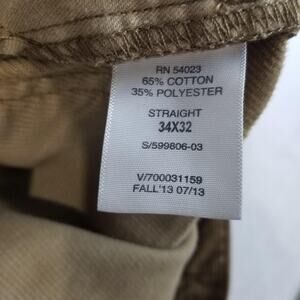 RN 54023
65% COTTON
35% POLYESTER
STRAIGHT
34X32
S/599806-03
V/700031159
FALL'13 07/13